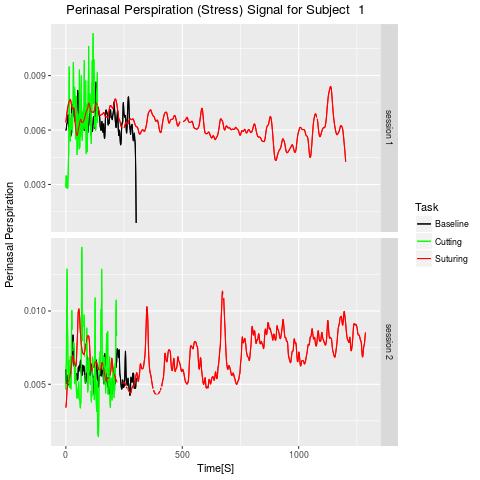 Perinasal Perspiration (Stress) Signal for Subject  1
Perinasal Perspiration
0.009
0.006
0.003
session 1
0.010
0.005
session 2
0
500
1000
Time[S]
Task
Baseline
Cutting
Suturing